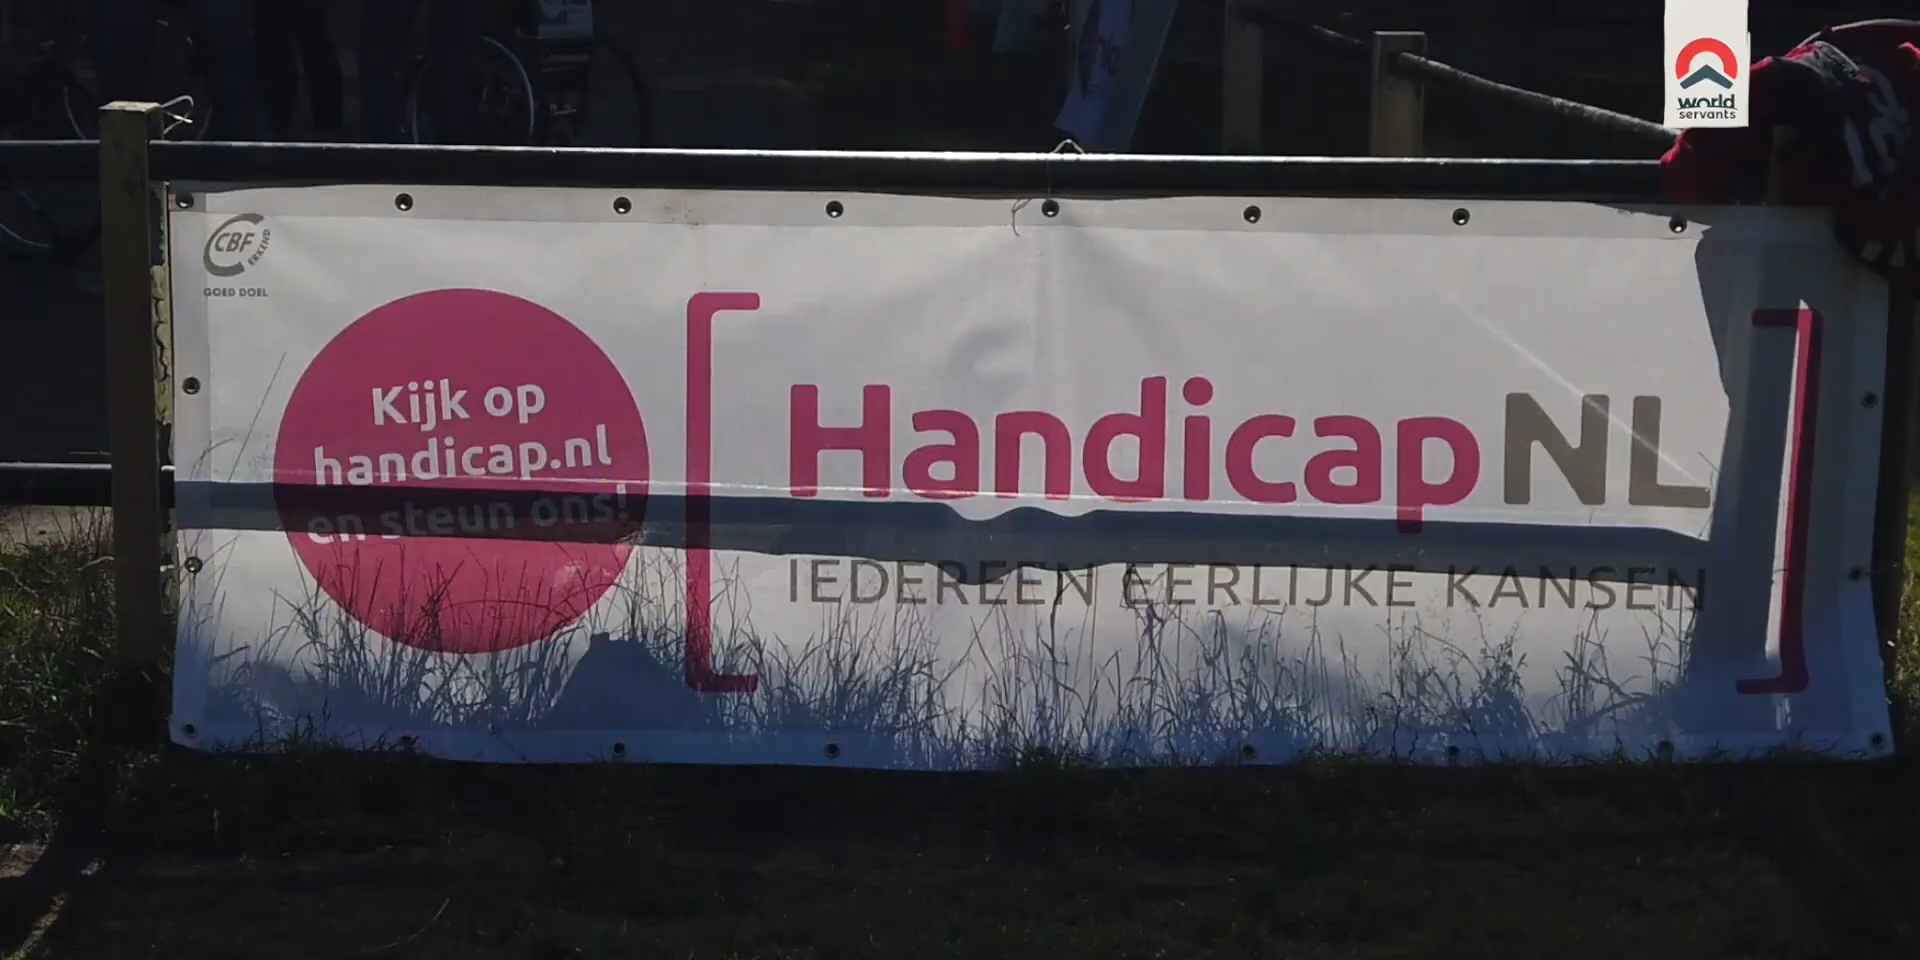 world
servants
CBF
ERKEND
GOED DOEL
Kijk op
handicap.nl
en steun ons!
HandicapNL
IEDEREEN EERLIJKE KANSEN